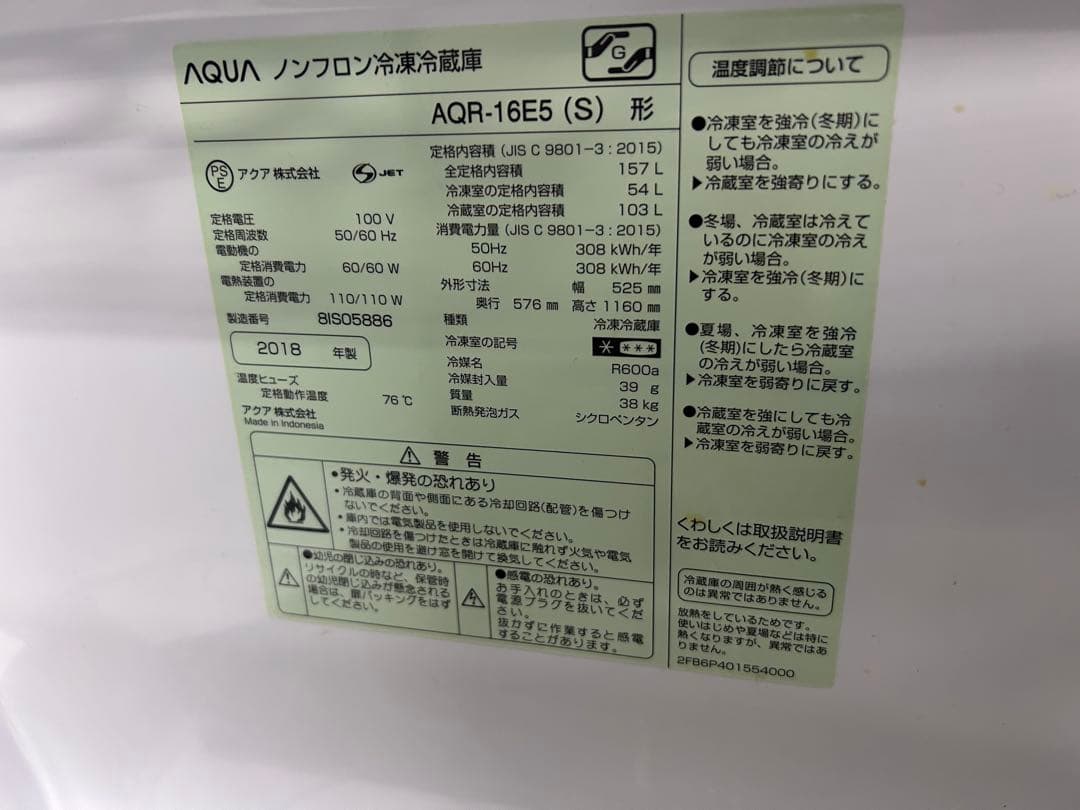 AQUA ノンフロン冷凍冷蔵庫
G
AQR-16E5 (S) 形
PS E アクア 株式会社
S JET
定格電圧 100 V
定格周波数 50/60 Hz
電動機の
定格消費電力 60/60 W
電熱装置の
定格消費電力 110/110 W
製造番号 8IS05886
2018 年製
温度ヒューズ
定格動作温度 76 ℃
アクア 株式会社
Made in Indonesia
定格内容積 (JIS C 9801-3 : 2015)
全定格内容積 157 L
冷凍室の定格内容積 54 L
冷蔵室の定格内容積 103 L
消費電力量 (JIS C 9801-3 : 2015)
50Hz 308 kWh/年
60Hz 308 kWh/年
外形寸法 幅 525 mm
奥行 576 mm 高さ 1160 mm
種類 冷凍冷蔵庫
冷凍室の記号 * ***
冷媒名 R600a
冷媒封入量 39 g
質量 38 kg
断熱発泡ガス シクロペンタン
警告
●発火・爆発の恐れあり
・冷蔵庫の背面や側面にある冷却回路(配管)を傷つけ
ないでください。
・庫内では電気製品を使用しないでください。
・冷却回路を傷つけたときは冷蔵庫に触れず火気や電気
製品の使用を避け窓を開けて換気してください。
●幼児の閉じ込みの恐れあり。
リサイクルの時など、保管時
の幼児閉じ込みが懸念される
場合は、扉パッキングをはず
してください。
●感電の恐れあり。
お手入れのときは、必ず
電源プラグを抜いてくだ
さい。
抜かずに作業すると感電
することがあります。
温度調節について
●冷凍室を強冷(冬期)に
しても冷凍室の冷えが
弱い場合。
▶冷蔵室を強寄りにする。
●冬場、冷蔵室は冷えて
いるのに冷凍室の冷え
が弱い場合。
▶冷凍室を強冷(冬期)に
する。
●夏場、冷凍室を強冷
(冬期)にしたら冷蔵室
の冷えが弱い場合。
▶冷凍室を弱寄りに戻す。
●冷蔵室を強にしても冷
蔵室の冷えが弱い場合。
▶冷凍室を弱寄りに戻す。
くわしくは取扱説明書
をお読みください。
冷蔵庫の周囲が熱く感じる
のは異常ではありません。
放熱をしているためです。
使いはじめや夏場などは特に
熱くなりますが、異常ではあ
りません。
2FB6P401554000